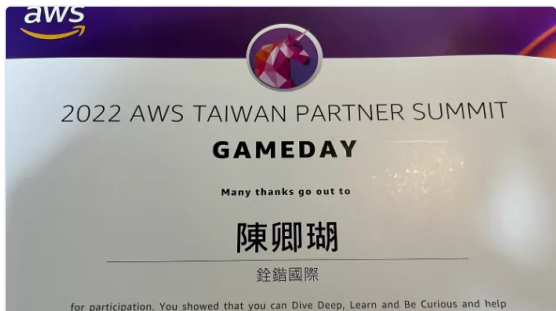 aws
2022 AWS TAIWAN PARTNER SUMMIT
GAMEDAY
Many thanks go out to
陳卿瑚
銓鍇國際
for participation. You showed that you can Dive Deep, Learn and Be Curious and help